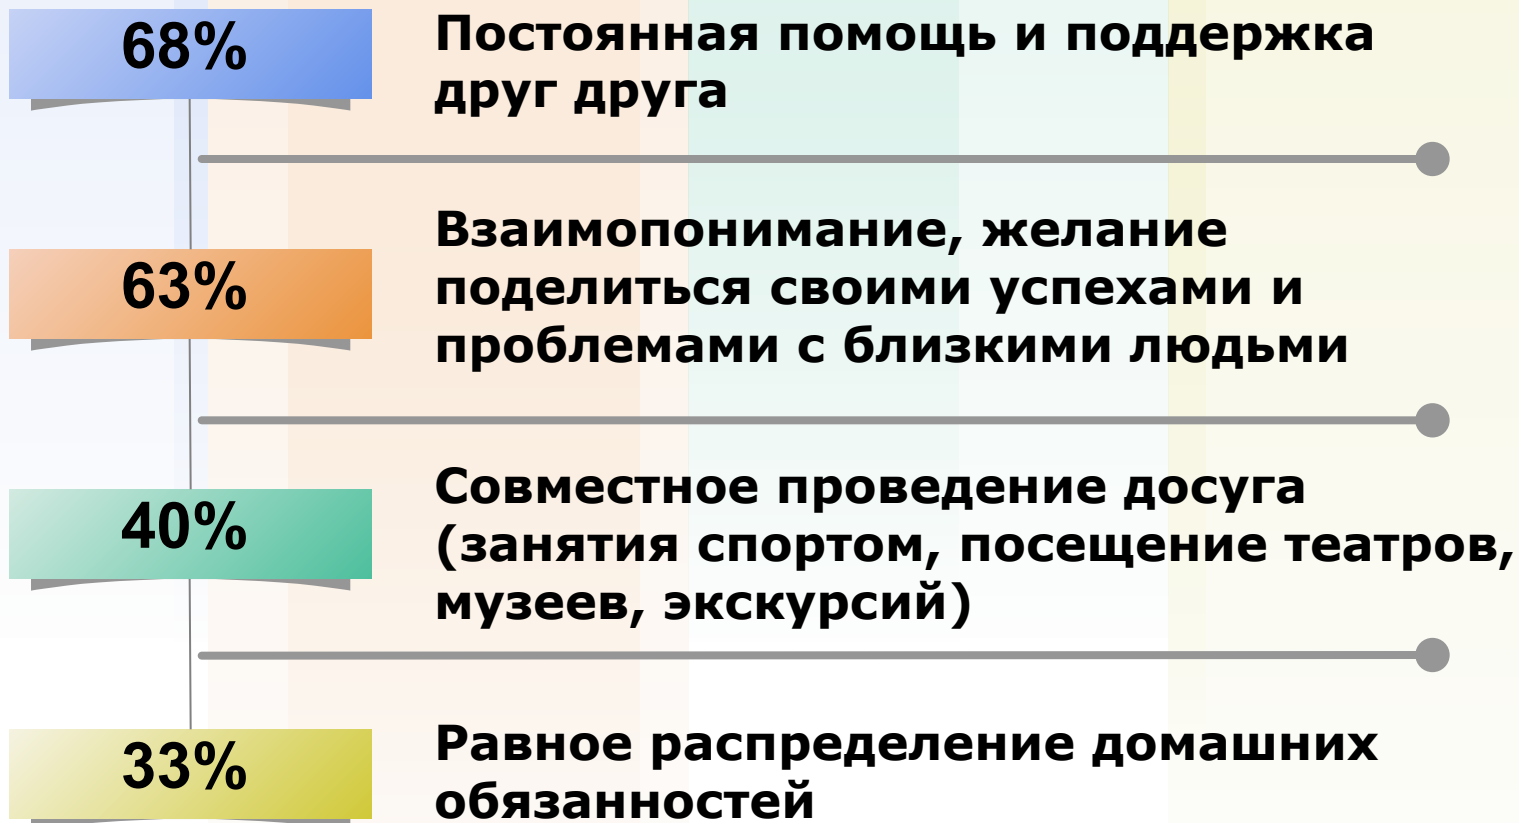 68%
Постоянная помощь и поддержка
друг друга
63%
Взаимопонимание, желание
поделиться своими успехами и
проблемами с близкими людьми
40%
Совместное проведение досуга
(занятия спортом, посещение театров,
музеев, экскурсий)
33%
Равное распределение домашних
обязанностей